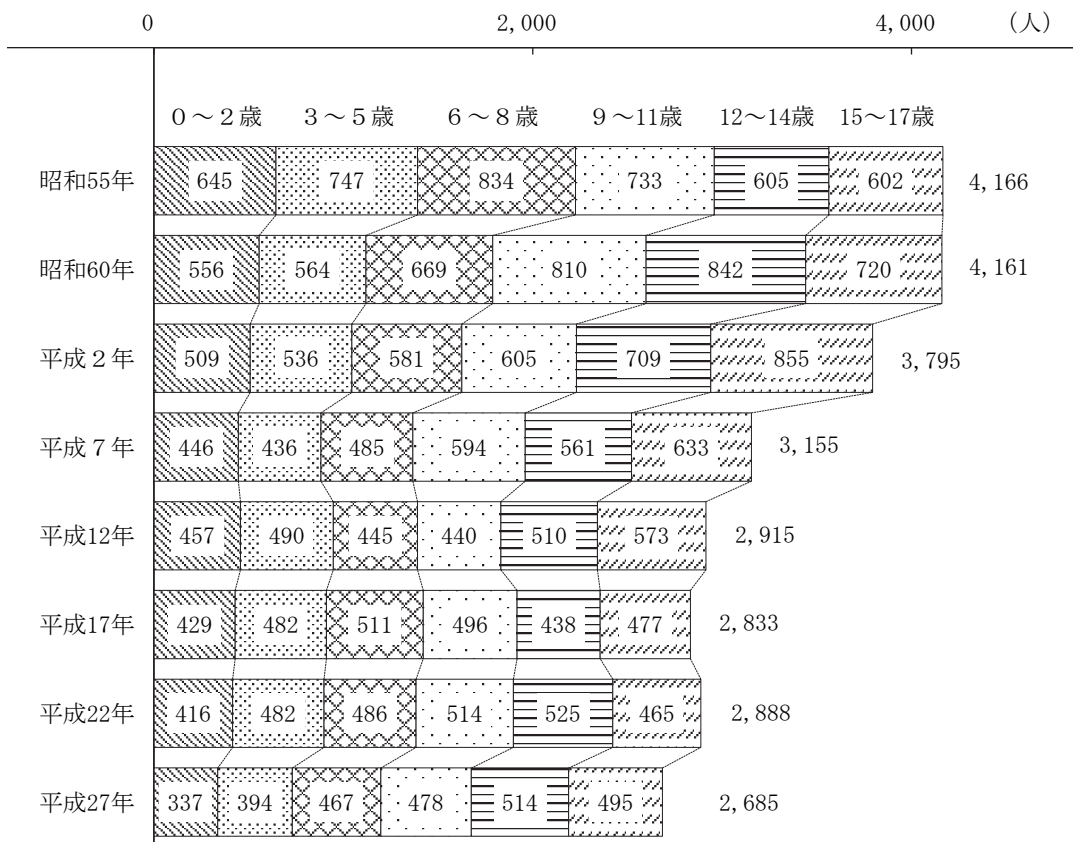 0 2,000 4,000 （人）
０～２歳 ３～５歳 ６～８歳 ９～11歳 12～14歳 15～17歳
昭和55年 645 747 834 733 605 602 4,166
昭和60年 556 564 669 810 842 720 4,161
平成２年 509 536 581 605 709 855 3,795
平成７年 446 436 485 594 561 633 3,155
平成12年 457 490 445 440 510 573 2,915
平成17年 429 482 511 496 438 477 2,833
平成22年 416 482 486 514 525 465 2,888
平成27年 337 394 467 478 514 495 2,685